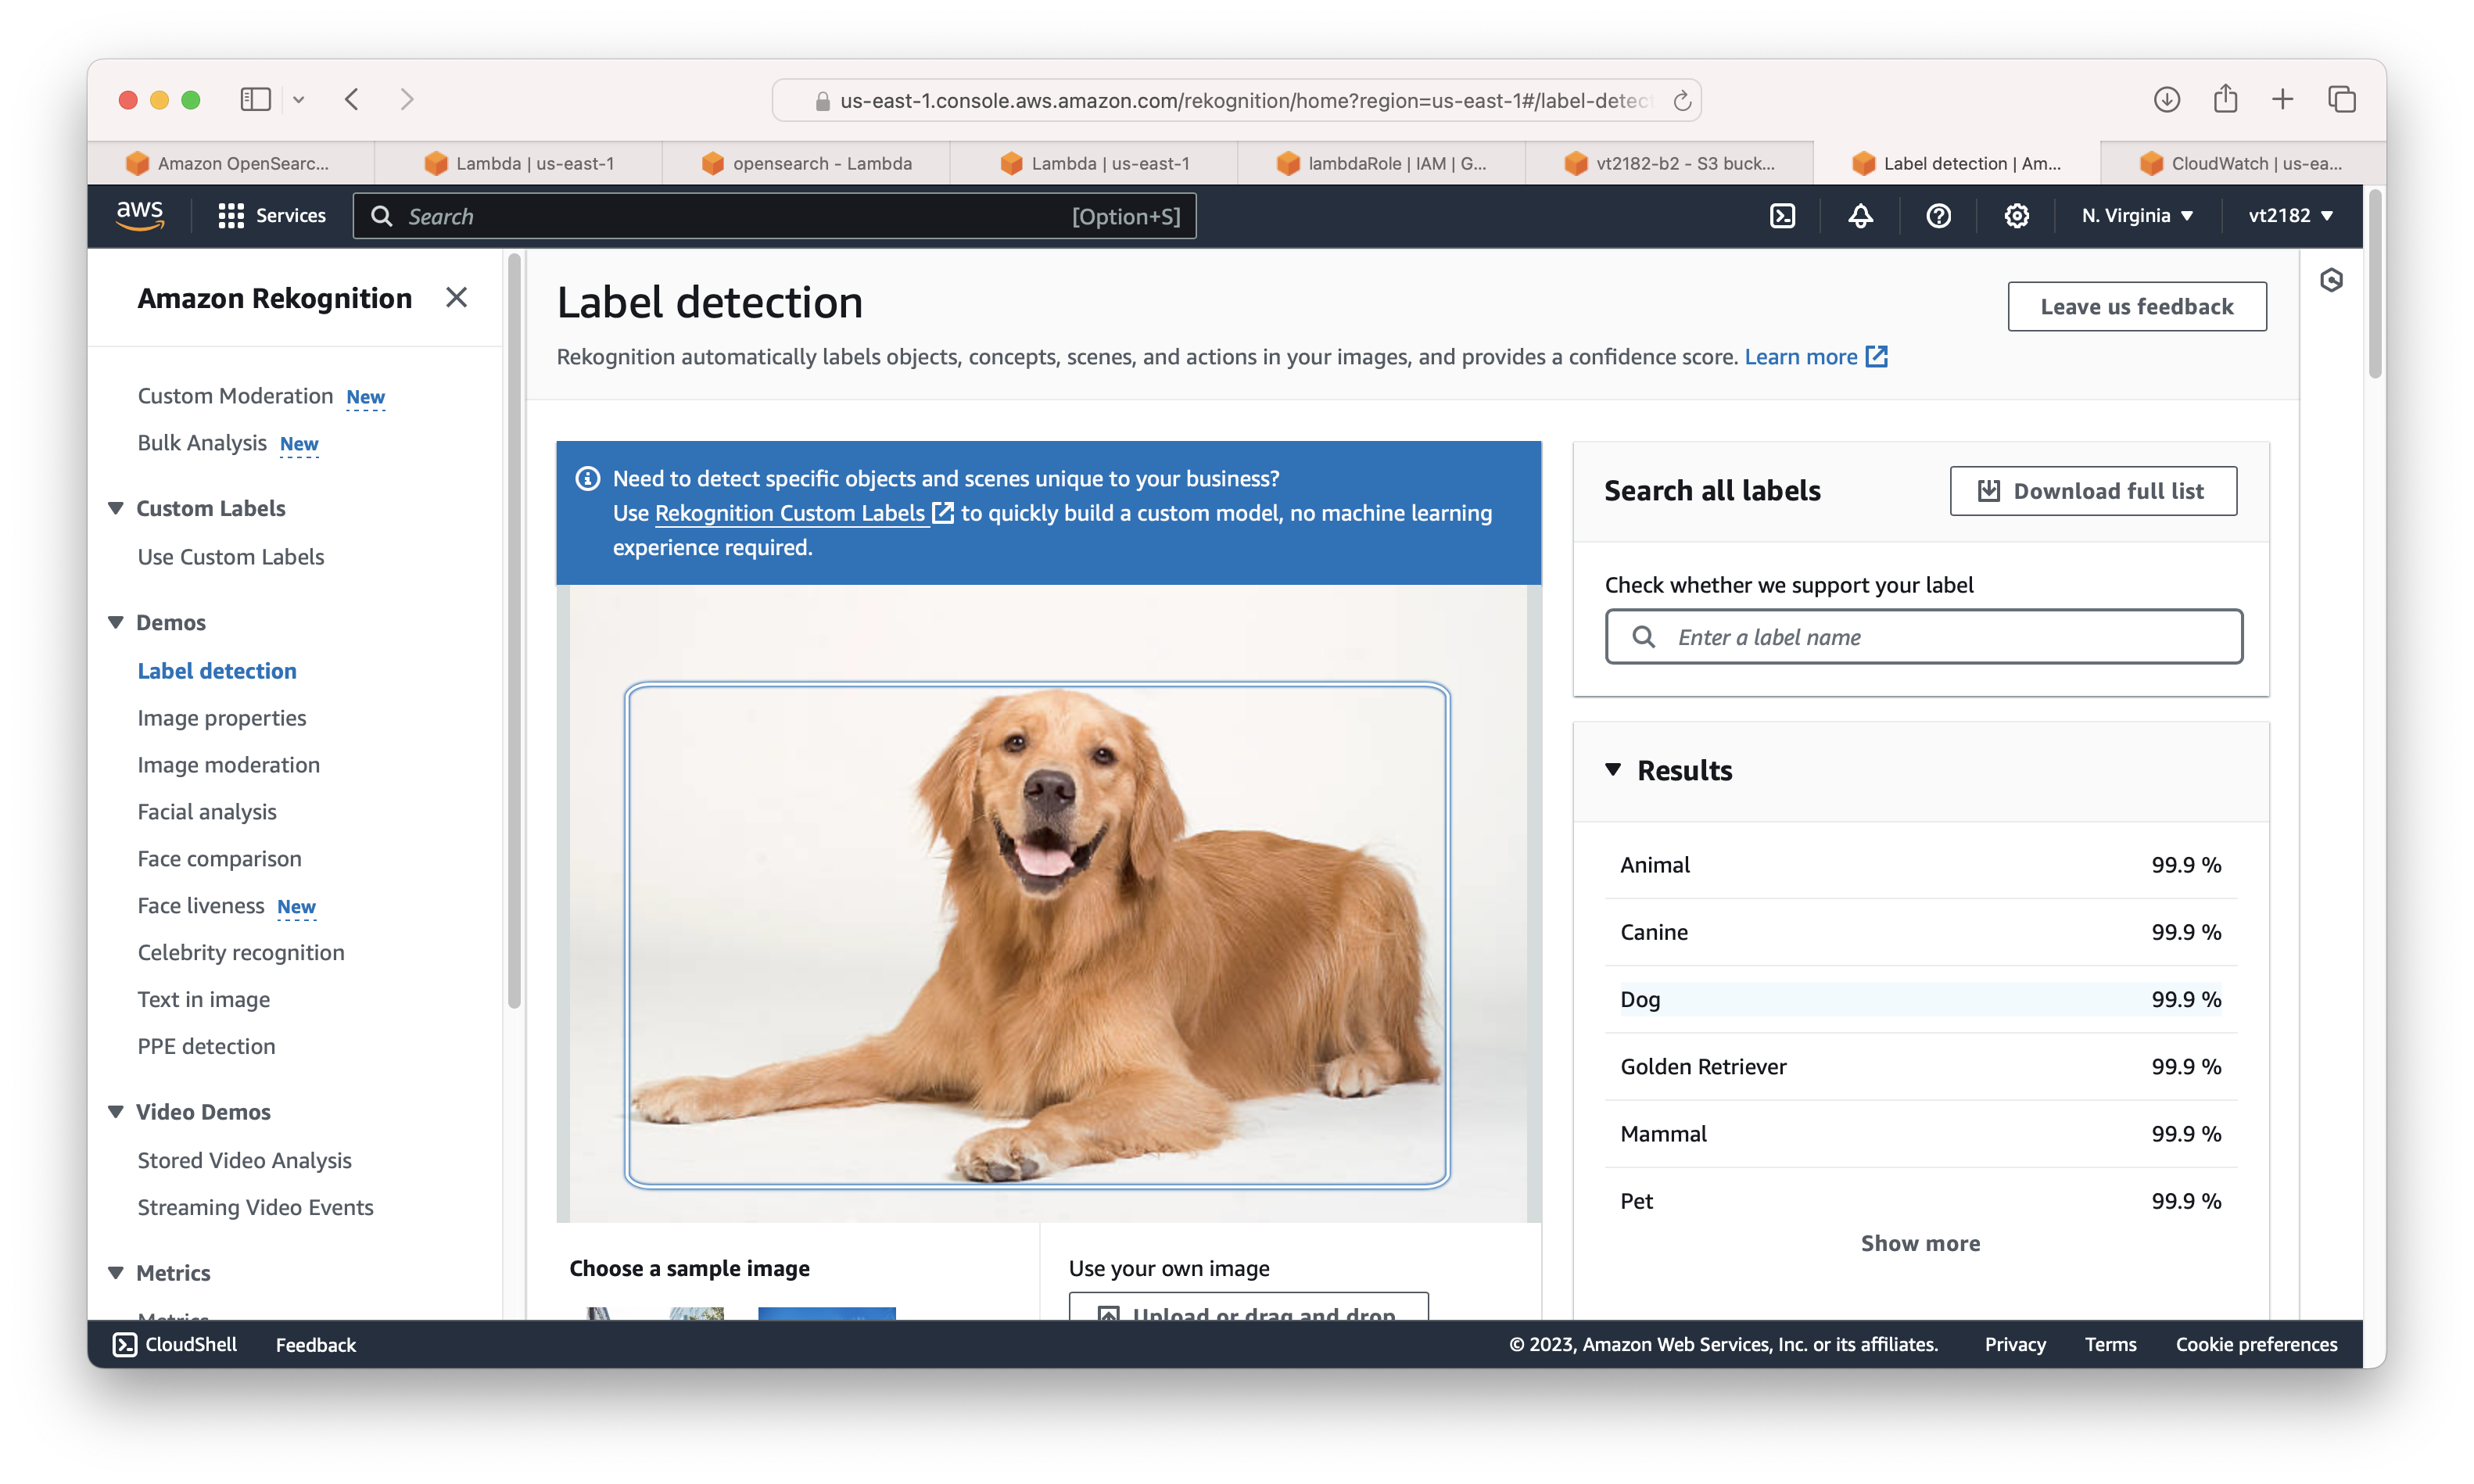 us-east-1.console.aws.amazon.com/rekognition/home?region=us-east-1#/label-detec
Amazon OpenSearc...
Lambda | us-east-1
opensearch - Lambda
Lambda | us-east-1
lambdaRole | IAM | G...
vt2182-b2 - S3 buck...
Label detection | Am...
CloudWatch | us-ea...
aws
Services
Search
[Option+S]
N. Virginia
vt2182
Amazon Rekognition
Custom Moderation New
Bulk Analysis New
Custom Labels
Use Custom Labels
Demos
Label detection
Image properties
Image moderation
Facial analysis
Face comparison
Face liveness New
Celebrity recognition
Text in image
PPE detection
Video Demos
Stored Video Analysis
Streaming Video Events
Metrics
Metrics
Label detection
Leave us feedback
Rekognition automatically labels objects, concepts, scenes, and actions in your images, and provides a confidence score. Learn more
Need to detect specific objects and scenes unique to your business?
Use Rekognition Custom Labels to quickly build a custom model, no machine learning
experience required.
Choose a sample image
Use your own image
Upload or drag and drop
Search all labels
Download full list
Check whether we support your label
Enter a label name
Results
Animal 99.9 %
Canine 99.9 %
Dog 99.9 %
Golden Retriever 99.9 %
Mammal 99.9 %
Pet 99.9 %
Show more
CloudShell
Feedback
© 2023, Amazon Web Services, Inc. or its affiliates.
Privacy
Terms
Cookie preferences